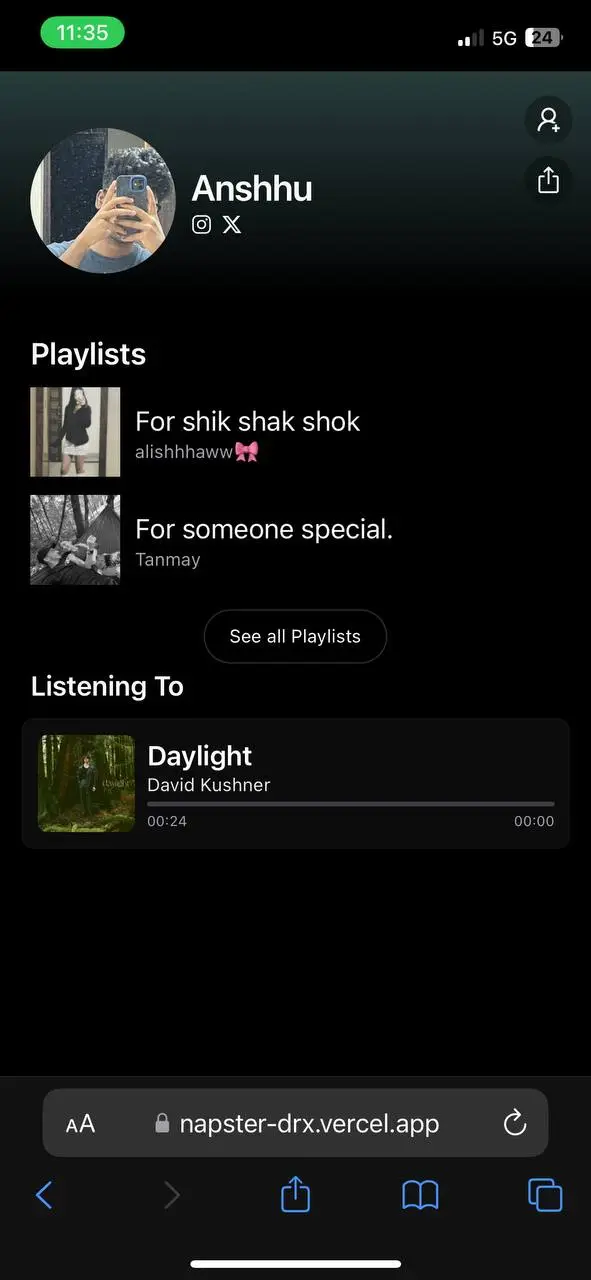 11:35
5G 24
Anshhu
Playlists
For shik shak shok
alishhhaww🎀
For someone special.
Tanmay
See all Playlists
Listening To
Daylight
David Kushner
00:24 00:00
AA napster-drx.vercel.app